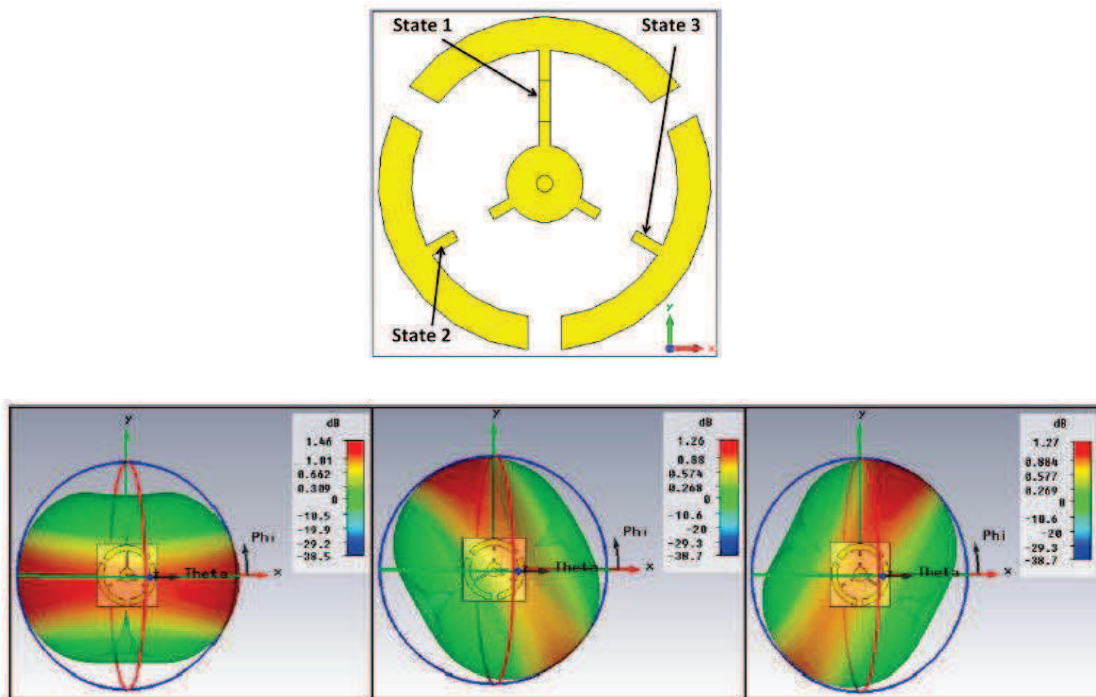 State 1
State 3
State 2
y
x
y
dB
1.46
1.01
0.662
0.309
0
-10.5
-19.9
-29.2
-38.5
Phi
Theta
x
y
dB
1.26
0.88
0.574
0.268
0
-10.6
-20
-29.3
-38.7
Phi
Theta
x
y
dB
1.27
0.884
0.577
0.269
0
-10.6
-20
-29.3
-38.7
Phi
Theta
x